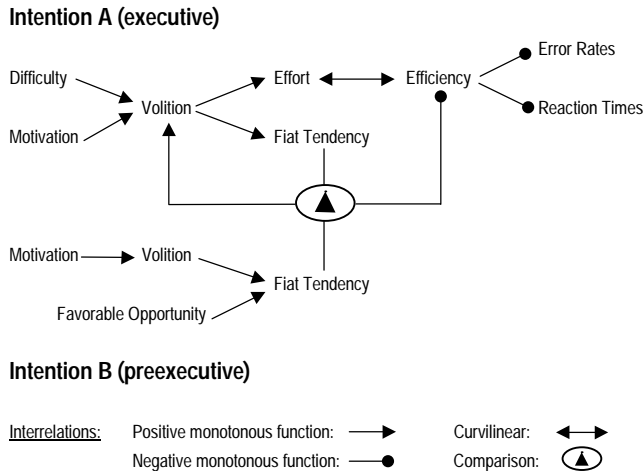 Intention A (executive)
Difficulty
Motivation
Volition
Effort
Fiat Tendency
Efficiency
Error Rates
Reaction Times
Motivation
Volition
Favorable Opportunity
Fiat Tendency
Intention B (preexecutive)
Interrelations: Positive monotonous function: Curvilinear:
Negative monotonous function: Comparison: